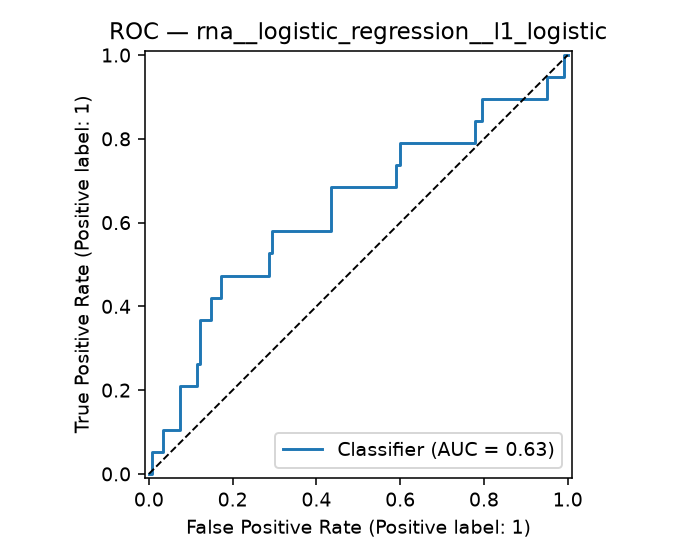 ROC — rna__logistic_regression__l1_logistic
True Positive Rate (Positive label: 1)
1.0
0.8
0.6
0.4
0.2
0.0
Classifier (AUC = 0.63)
0.0 0.2 0.4 0.6 0.8 1.0
False Positive Rate (Positive label: 1)